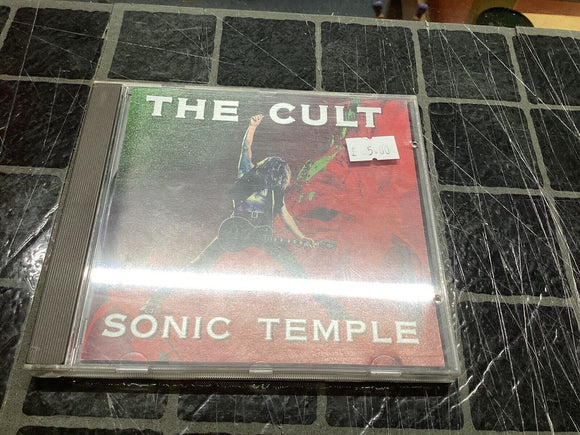 THE CULT
£ 5.00
SONIC TEMPLE